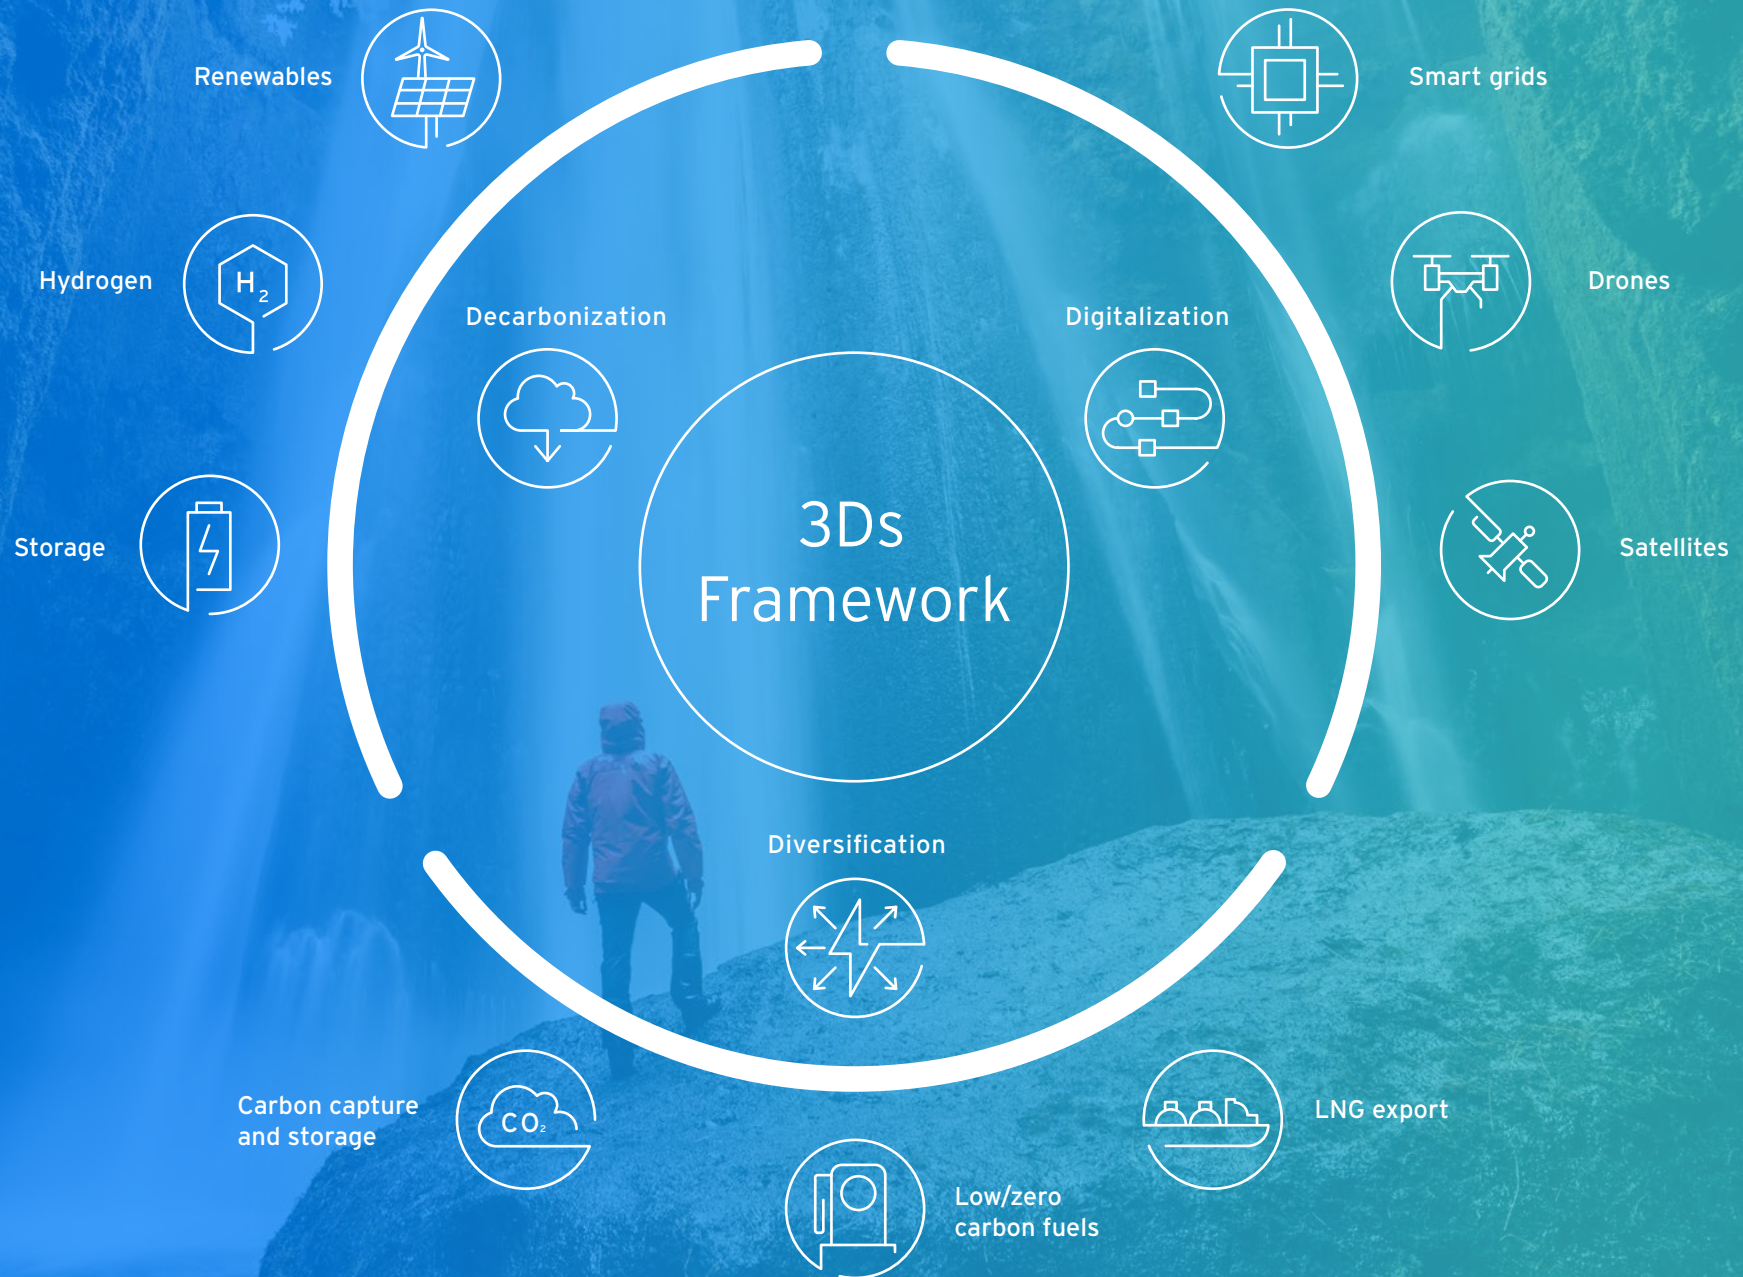 Renewables
Smart grids
Hydrogen
H2
Drones
Decarbonization
Digitalization
3Ds
Framework
Storage
Satellites
Diversification
Carbon capture
and storage
CO2
LNG export
Low/zero
carbon fuels